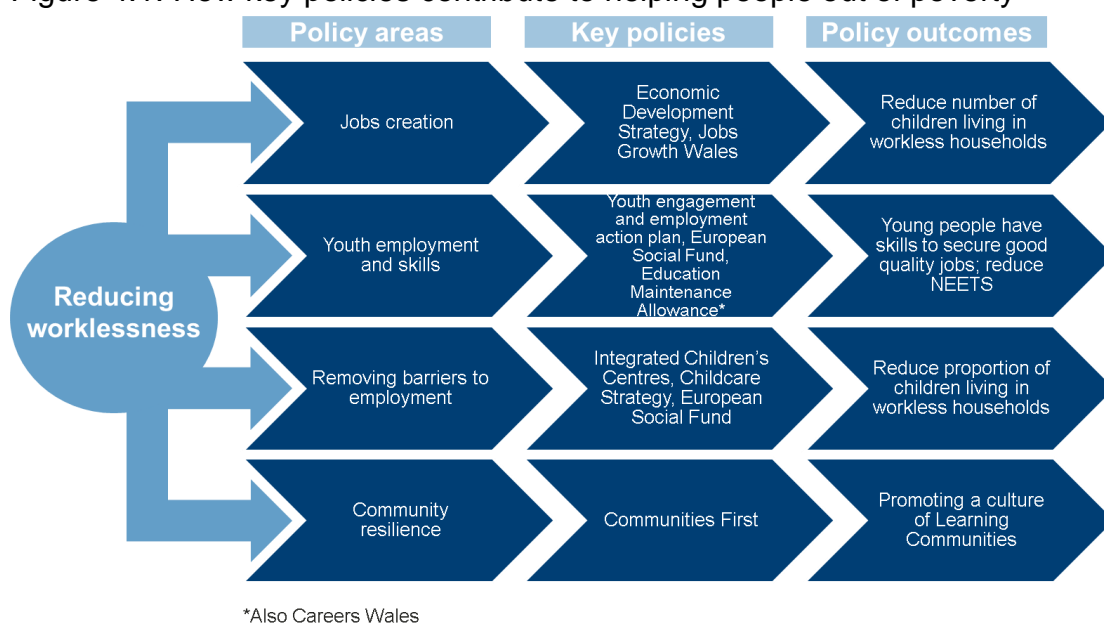 Policy areas
Key policies
Policy outcomes
Reducing
worklessness
Jobs creation
Economic
Development
Strategy, Jobs
Growth Wales
Reduce number of
children living in
workless households
Youth employment
and skills
Youth engagement
and employment
action plan, European
Social Fund,
Education
Maintenance
Allowance*
Young people have
skills to secure good
quality jobs; reduce
NEETS
Removing barriers to
employment
Integrated Children’s
Centres, Childcare
Strategy, European
Social Fund
Reduce proportion of
children living in
workless households
Community
resilience
Communities First
Promoting a culture
of Learning
Communities
*Also Careers Wales